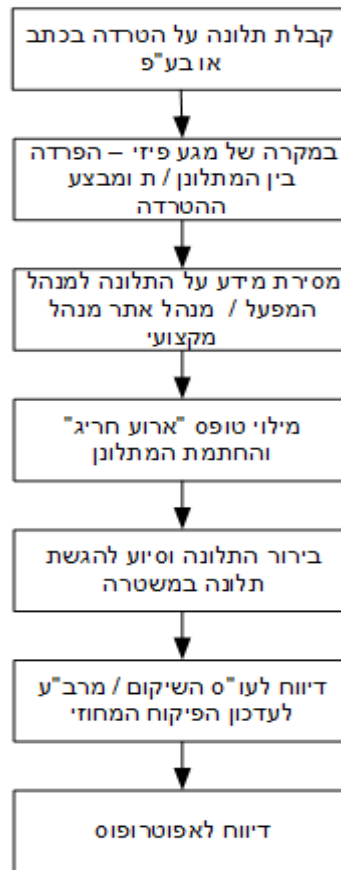 קבלת תלונה על הטרדה בכתב
או בע"פ
במקרה של מגע פיזי – הפרדה
בין המתלונן / ת ומבצע
ההטרדה
מסירת מידע על התלונה למנהל
המפעל / מנהל אתר מנהל
מקצועי
מילוי טופס "ארוע חריג"
והחתמת המתלונן
בירור התלונה וסיוע להגשת
תלונה במשטרה
דיווח לעו"ס השיקום / מרב"ע
לעדכון הפיקוח המחוזי
דיווח לאפוטרופוס